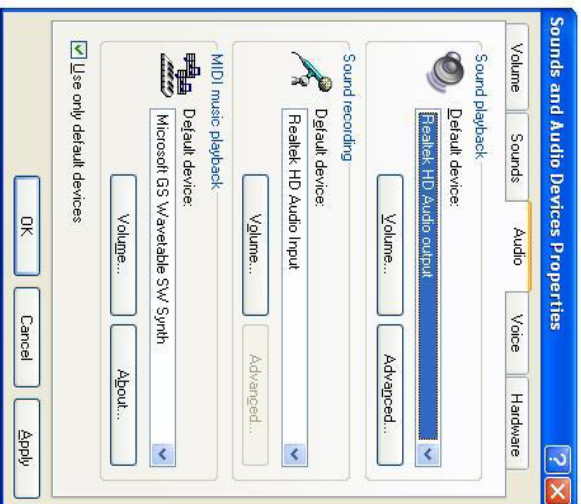 Sounds and Audio Devices Properties
Volume Sounds Audio Voice Hardware
Sound playback
Default device:
Realtek HD Audio output
Volume... Advanced...
Sound recording
Default device:
Realtek HD Audio Input
Volume... Advanced...
MIDI music playback
Default device:
Microsoft GS Wavetable SW Synth
Volume... About...
Use only default devices
OK Cancel Apply